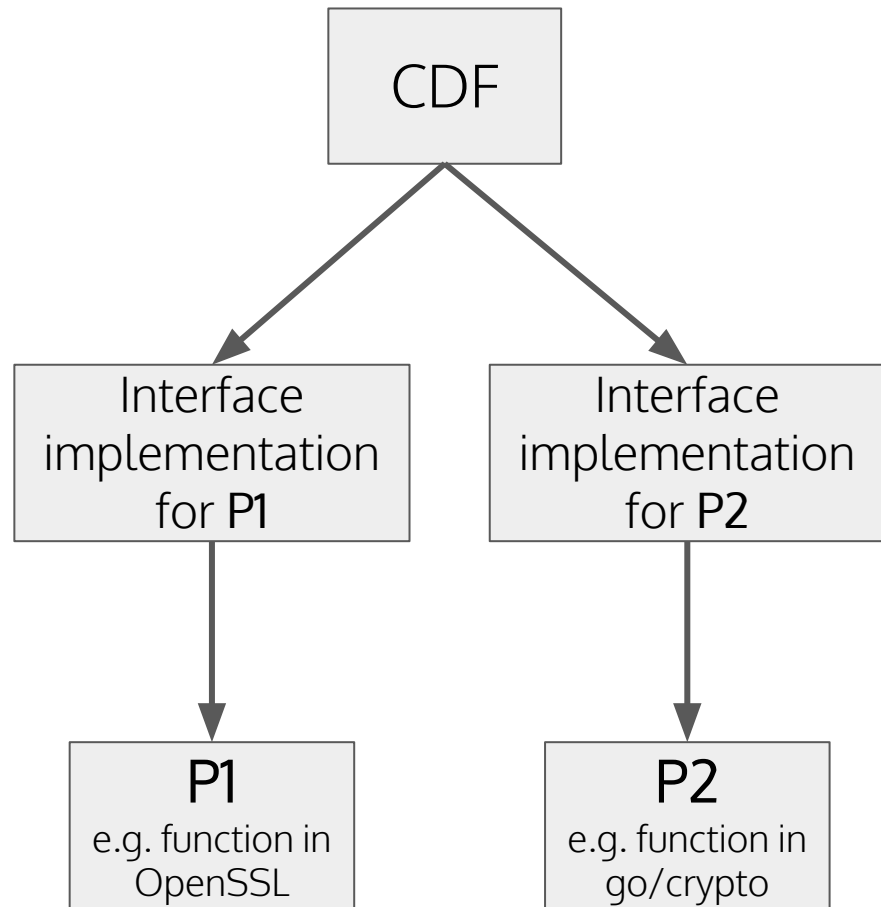 CDF
Interface
implementation
for P1
Interface
implementation
for P2
P1
e.g. function in
OpenSSL
P2
e.g. function in
go/crypto